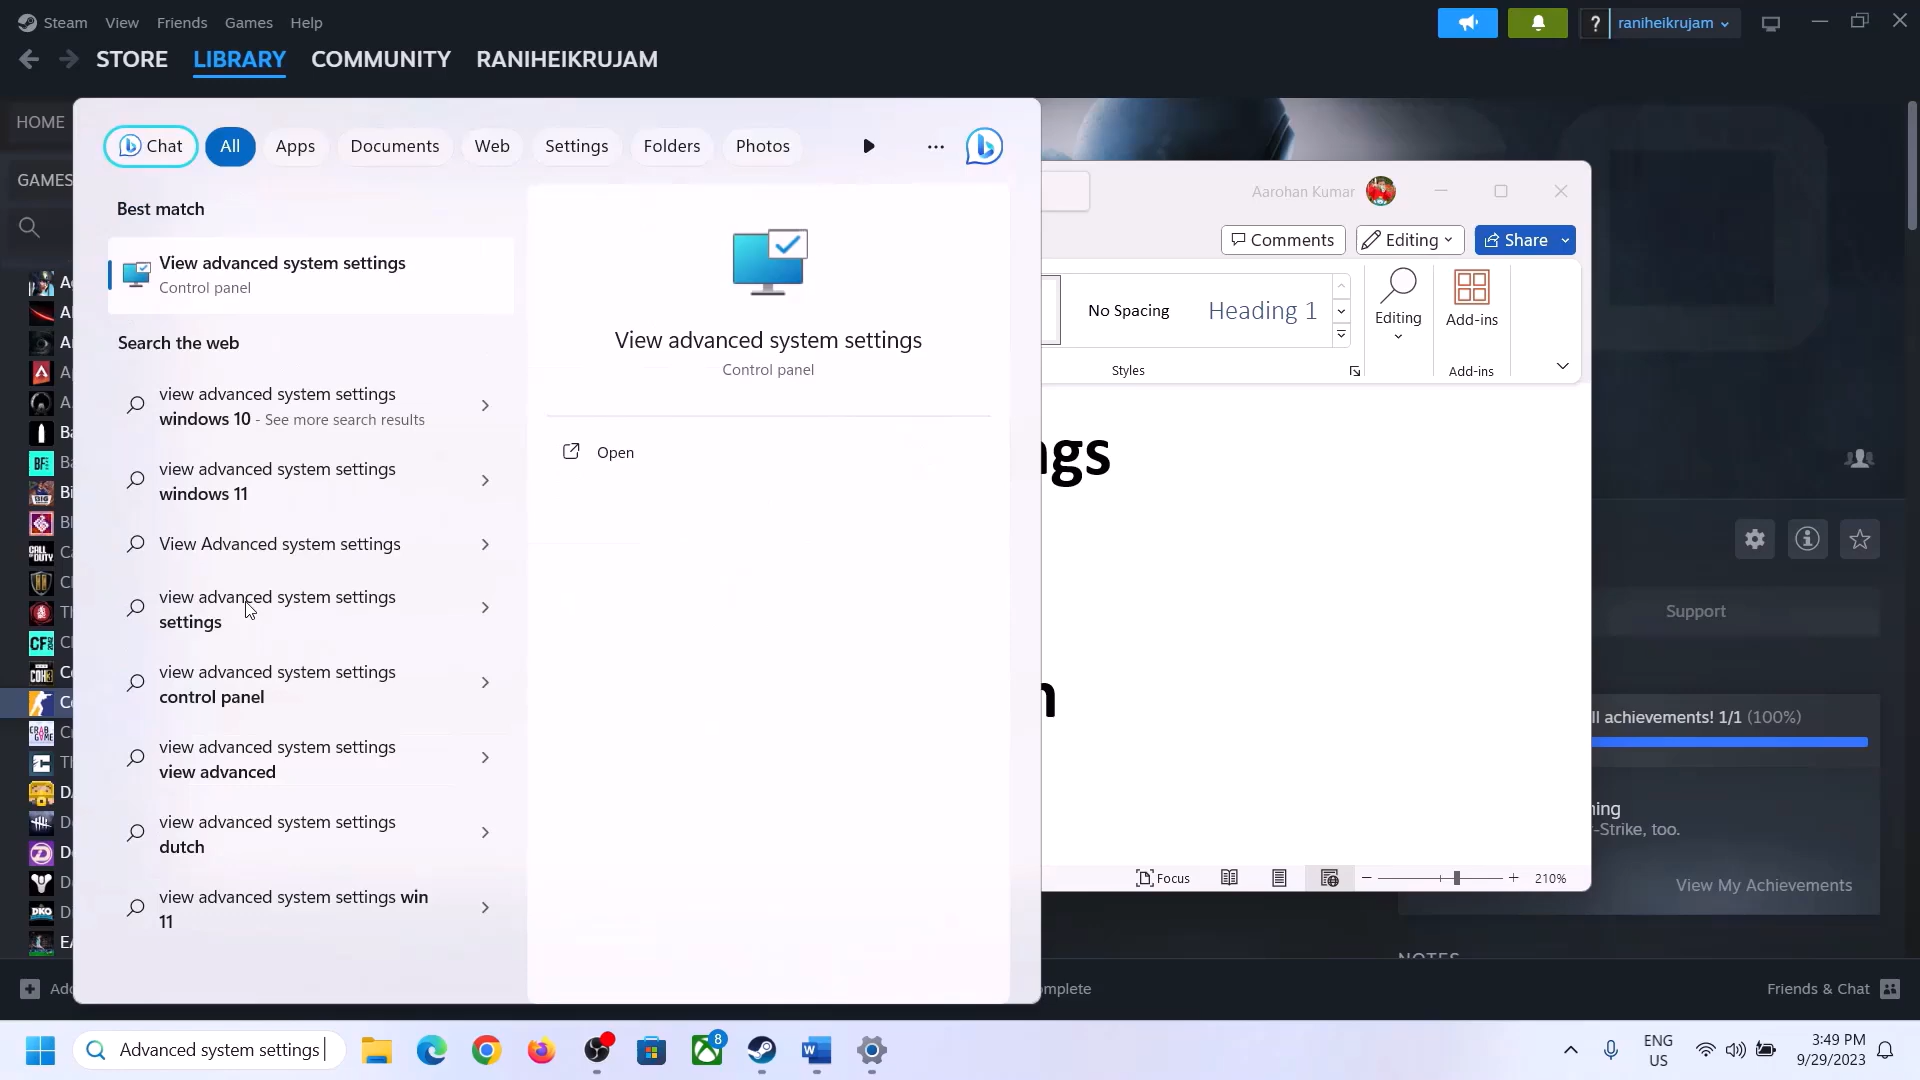 Steam View Friends Games Help
raniheikrujam
STORE LIBRARY COMMUNITY RANIHEIKRUJAM
HOME
GAMES
Chat All Apps Documents Web Settings Folders Photos
Best match
View advanced system settings
Control panel
Search the web
view advanced system settings
windows 10 - See more search results
view advanced system settings
windows 11
View Advanced system settings
view advanced system settings
settings
view advanced system settings
control panel
view advanced system settings
view advanced
view advanced system settings
dutch
view advanced system settings win
11
View advanced system settings
Control panel
Open
Aarohan Kumar
Comments Editing Share
No Spacing Heading 1
Editing
Add-ins
Styles
Add-ins
ngs
n
Focus 210%
Support
ll achievements! 1/1 (100%)
ning
r-Strike, too.
View My Achievements
NOTES
Add
mplete
Friends & Chat
Advanced system settings
8
ENG
US
3:49 PM
9/29/2023